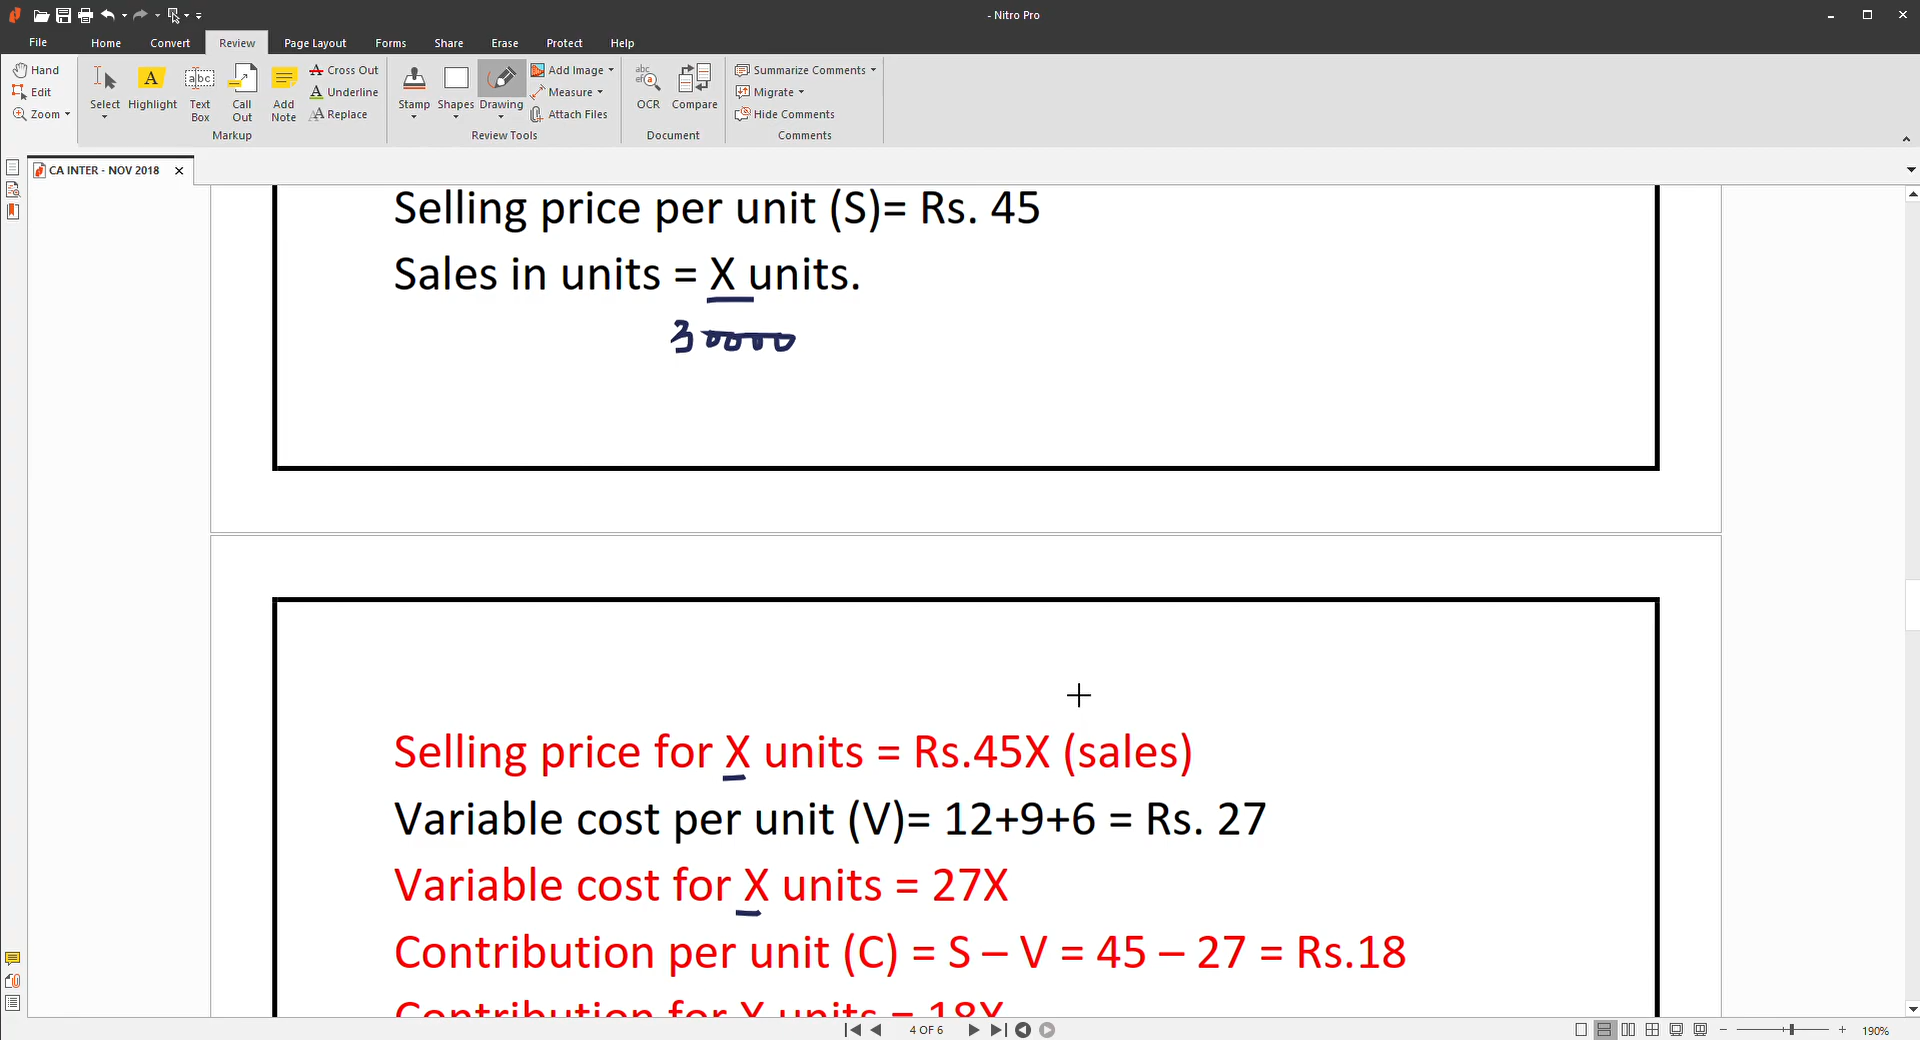 - Nitro Pro
File Home Convert Review Page Layout Forms Share Erase Protect Help
Hand
Edit
Zoom
Select
Highlight
abc
Text Box
Call Out
Add Note
Cross Out
Underline
Replace
Markup
Stamp
Shapes
Drawing
Add Image
Measure
Attach Files
Review Tools
OCR
Compare
Document
Summarize Comments
Migrate
Hide Comments
Comments
CA INTER - NOV 2018
Selling price per unit (S)= Rs. 45
Sales in units = X units.
30000
Selling price for X units = Rs.45X (sales)
Variable cost per unit (V)= 12+9+6 = Rs. 27
Variable cost for X units = 27X
Contribution per unit (C) = S – V = 45 – 27 = Rs.18
Contribution for X units = 18X
4 OF 6
190%